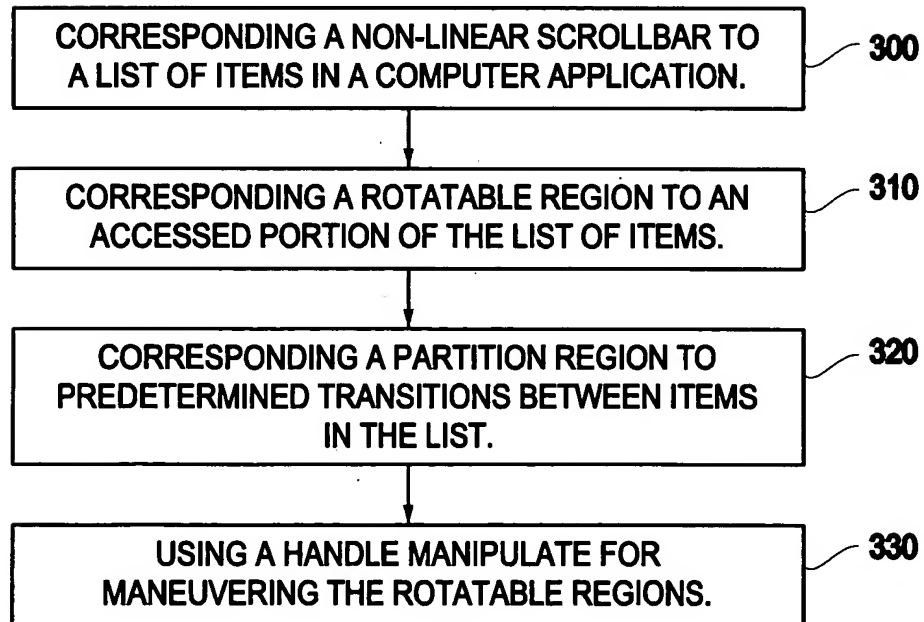 CORRESPONDING A NON-LINEAR SCROLLBAR TO
A LIST OF ITEMS IN A COMPUTER APPLICATION.
300
CORRESPONDING A ROTATABLE REGION TO AN
ACCESSED PORTION OF THE LIST OF ITEMS.
310
CORRESPONDING A PARTITION REGION TO
PREDETERMINED TRANSITIONS BETWEEN ITEMS
IN THE LIST.
320
USING A HANDLE MANIPULATE FOR
MANEUVERING THE ROTATABLE REGIONS.
330